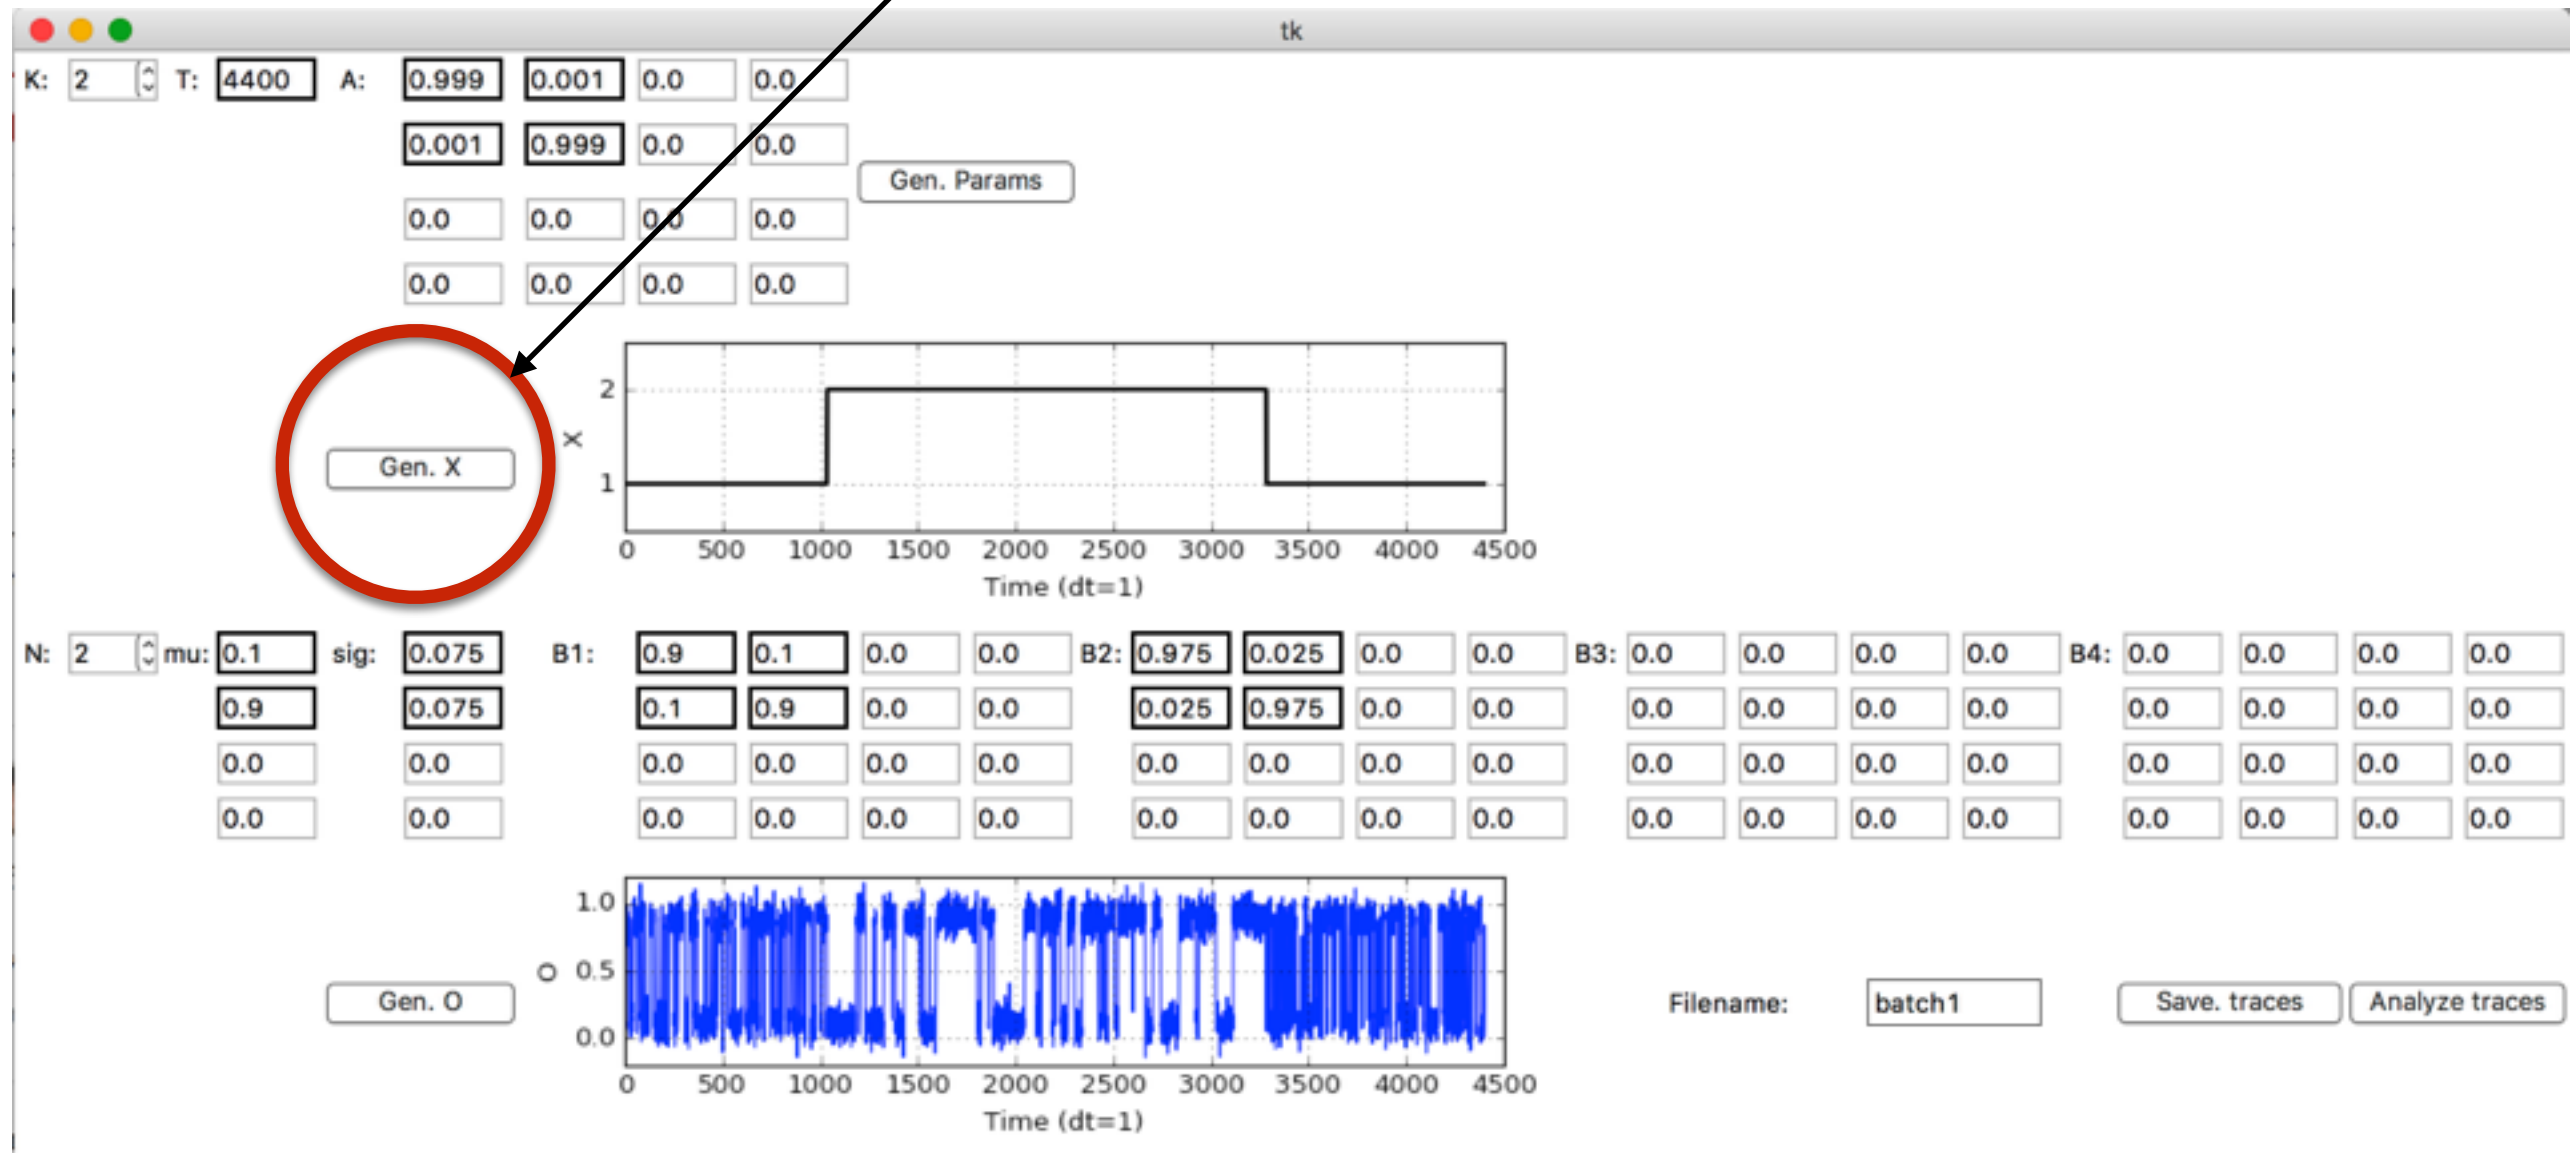 tk
K: 2 T: 4400 A: 0.999 0.001 0.0 0.0
0.001 0.999 0.0 0.0
Gen. Params
0.0 0.0 0.0 0.0
0.0 0.0 0.0 0.0
Gen. X
X
2
1
0 500 1000 1500 2000 2500 3000 3500 4000 4500
Time (dt=1)
N: 2 mu: 0.1 sig: 0.075 B1: 0.9 0.1 0.0 0.0 B2: 0.975 0.025 0.0 0.0 B3: 0.0 0.0 0.0 0.0 B4: 0.0 0.0 0.0 0.0
0.9 0.075 0.1 0.9 0.0 0.0 0.025 0.975 0.0 0.0 0.0 0.0 0.0 0.0 0.0 0.0 0.0 0.0
0.0 0.0 0.0 0.0 0.0 0.0 0.0 0.0 0.0 0.0 0.0 0.0 0.0 0.0 0.0 0.0 0.0 0.0
0.0 0.0 0.0 0.0 0.0 0.0 0.0 0.0 0.0 0.0 0.0 0.0 0.0 0.0 0.0 0.0 0.0 0.0
Gen. O
O
1.0
0.5
0.0
0 500 1000 1500 2000 2500 3000 3500 4000 4500
Time (dt=1)
Filename: batch1 Save. traces Analyze traces